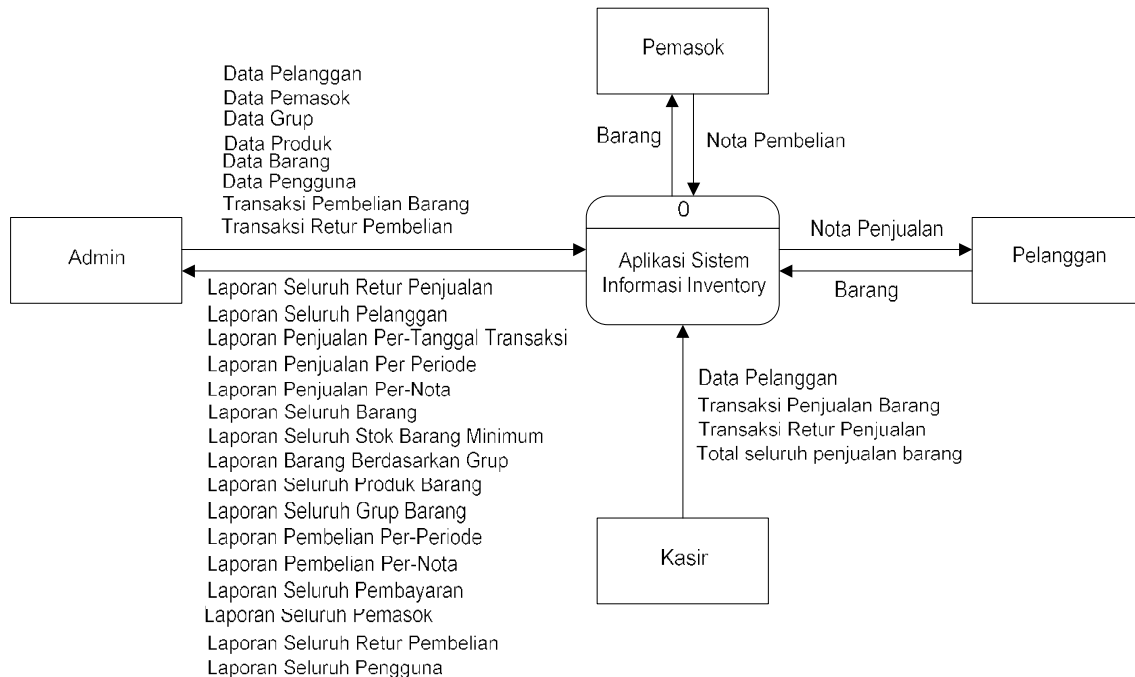 Pemasok
Data Pelanggan
Data Pemasok
Data Grup
Data Produk
Data Barang
Data Pengguna
Transaksi Pembelian Barang
Transaksi Retur Pembelian
Barang
Nota Pembelian
Admin
0
Aplikasi Sistem
Informasi Inventory
Nota Penjualan
Barang
Pelanggan
Laporan Seluruh Retur Penjualan
Laporan Seluruh Pelanggan
Laporan Penjualan Per-Tanggal Transaksi
Laporan Penjualan Per Periode
Laporan Penjualan Per-Nota
Laporan Seluruh Barang
Laporan Seluruh Stok Barang Minimum
Laporan Barang Berdasarkan Grup
Laporan Seluruh Produk Barang
Laporan Seluruh Grup Barang
Laporan Pembelian Per-Periode
Laporan Pembelian Per-Nota
Laporan Seluruh Pembayaran
Laporan Seluruh Pemasok
Laporan Seluruh Retur Pembelian
Laporan Seluruh Pengguna
Data Pelanggan
Transaksi Penjualan Barang
Transaksi Retur Penjualan
Total seluruh penjualan barang
Kasir